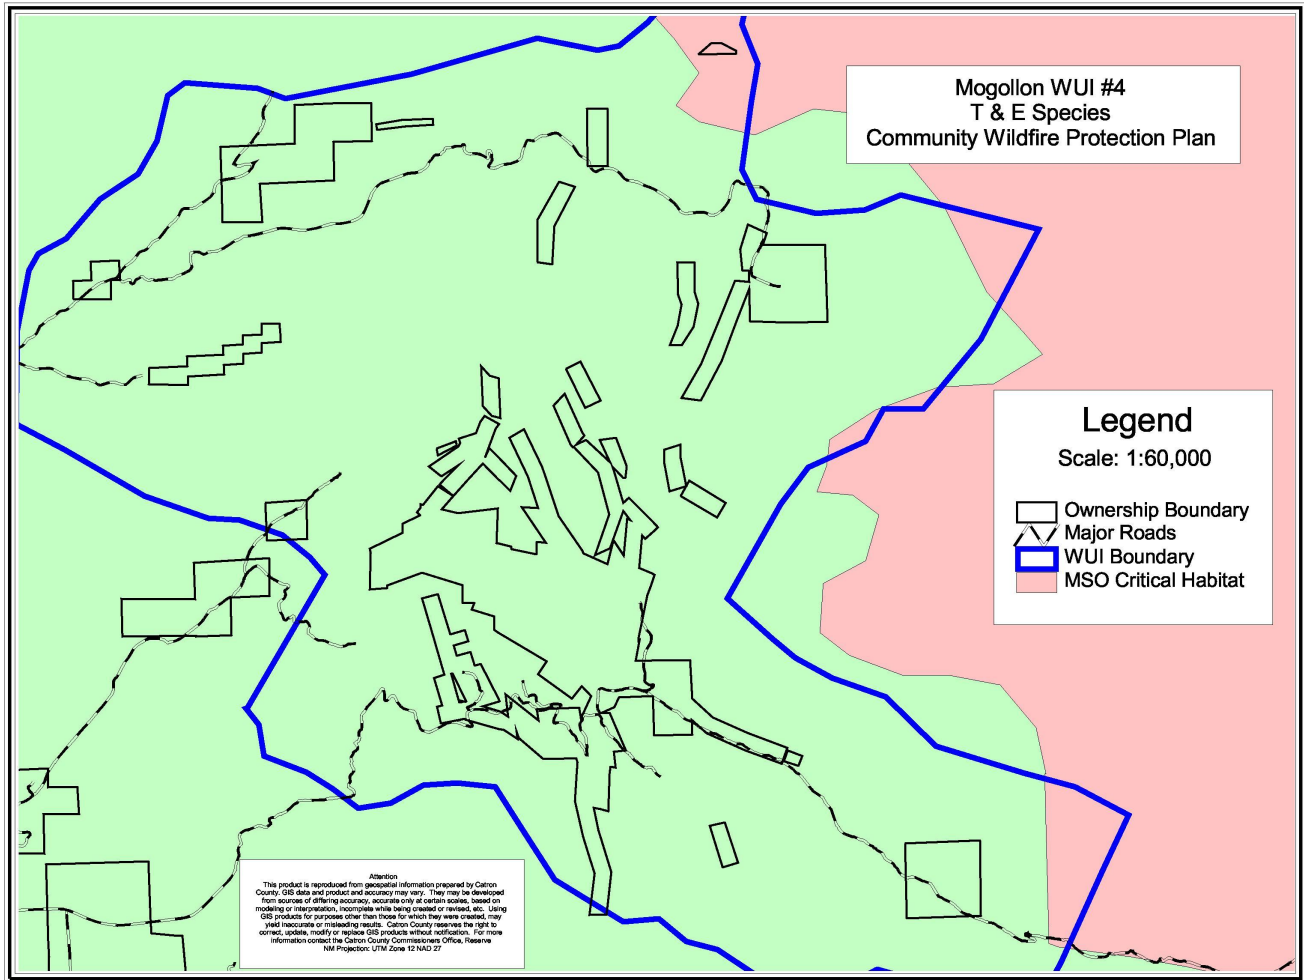 Mogollon WUI #4
T & E Species
Community Wildfire Protection Plan
Legend
Scale: 1:60,000
Ownership Boundary
Major Roads
WUI Boundary
MSO Critical Habitat
Attention
This product is reproduced from geospatial information prepared by Catron
County. GIS data and product and accuracy may vary. They may be developed
from sources of differing accuracy, accurate only at certain scales, based on
modeling or interpretation, incomplete while being created or revised, etc. Using
GIS products for purposes other than those for which they were created, may
yield inaccurate or misleading results. Catron County reserves the right to
correct, update, modify or replace GIS products without notification. For more
information contact the Catron County Commissioners Office, Reserve
NM Projection: UTM Zone 12 NAD 27